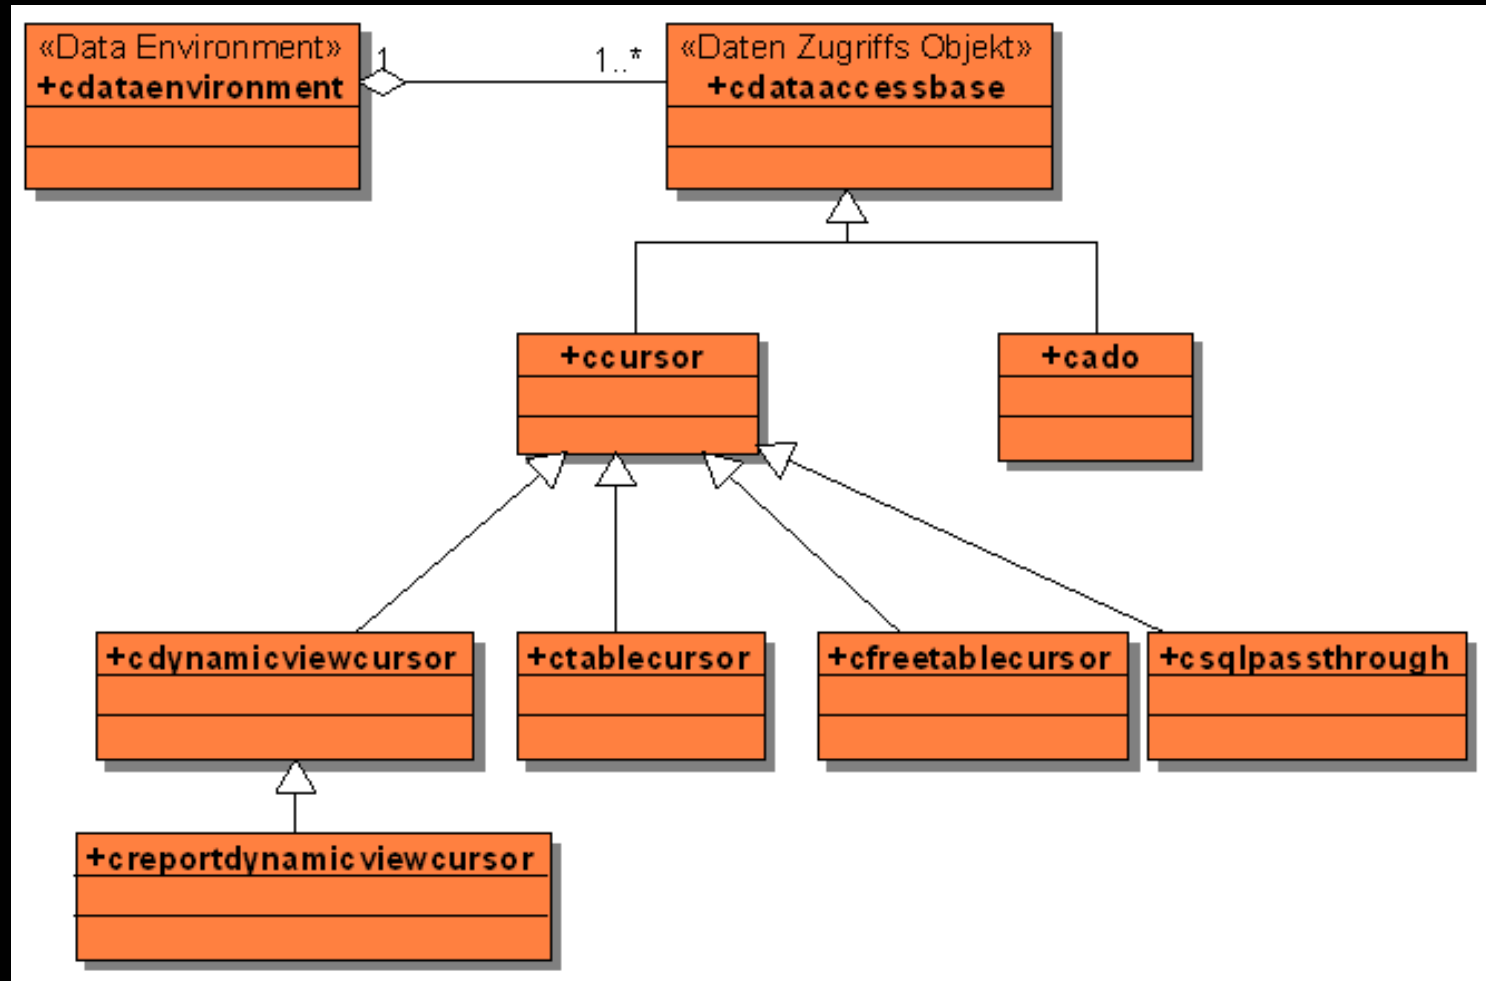 «Data Environment»
+cdataenvironment
1
1..*
«Daten Zugriffs Objekt»
+cdataaccessbase
+ccursor
+cado
+cdynamicviewcursor
+ctablecursor
+cfreetablecursor
+csqlpassthrough
+creportdynamicviewcursor